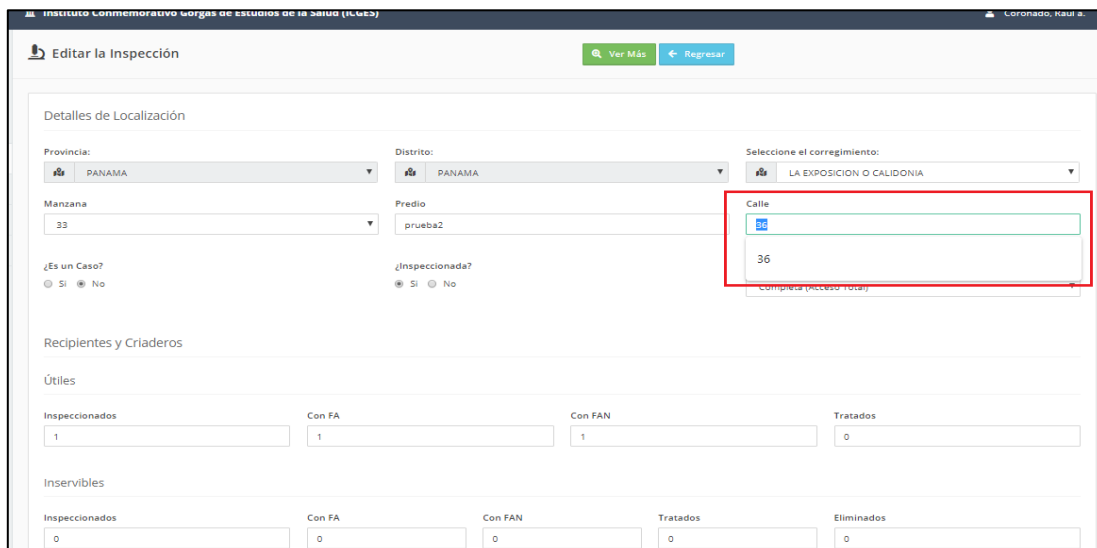 Instituto Conmemorativo Gorgas de Estudios de la Salud (ICGES) Coronado, Raul a.
Editar la Inspección Ver Más Regresar
Detalles de Localización
Provincia: Distrito: Seleccione el corregimiento:
PANAMA PANAMA LA EXPOSICION O CALIDONIA
Manzana Predio Calle
33 prueba2 36
36
¿Es un Caso? ¿Inspeccionada?
Si No Si No Completa (Acceso Total)
Recipientes y Criaderos
Útiles
Inspeccionados Con FA Con FAN Tratados
1 1 1 0
Inservibles
Inspeccionados Con FA Con FAN Tratados Eliminados
0 0 0 0 0